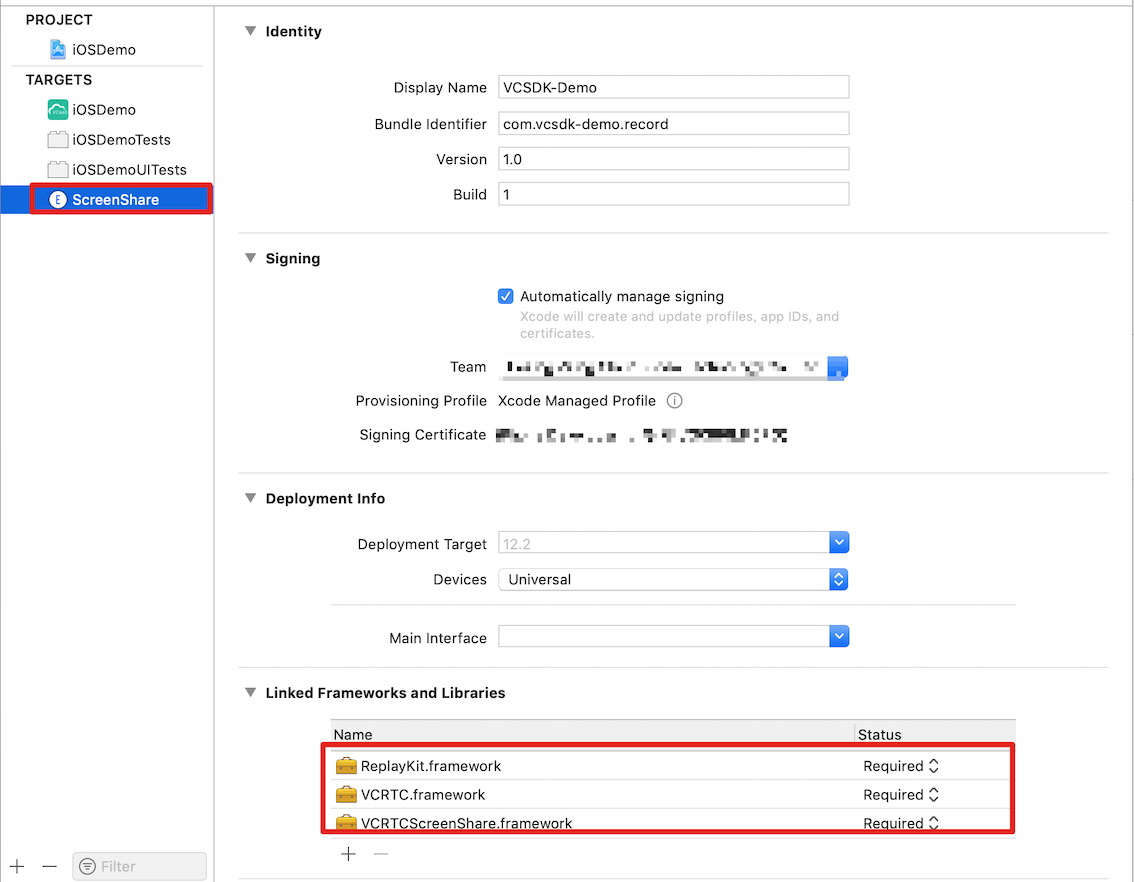 PROJECT
iOSDemo
TARGETS
iOSDemo
iOSDemoTests
iOSDemoUITests
E ScreenShare
Filter
Identity
Display Name VCSDK-Demo
Bundle Identifier com.vcsdk-demo.record
Version 1.0
Build 1
Signing
Automatically manage signing
Xcode will create and update profiles, app IDs, and
certificates.
Team
Provisioning Profile Xcode Managed Profile
Signing Certificate
Deployment Info
Deployment Target 12.2
Devices Universal
Main Interface
Linked Frameworks and Libraries
Name Status
ReplayKit.framework Required
VCRTC.framework Required
VCRTCScreenShare.framework Required